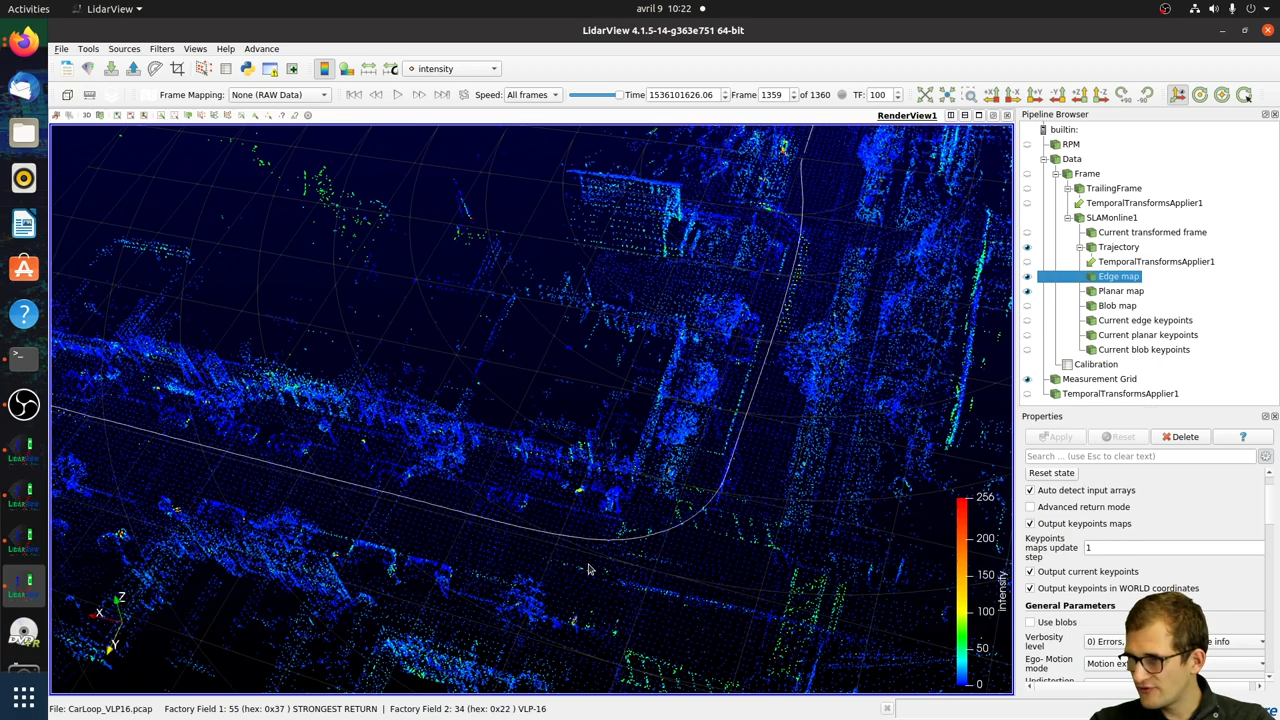 Activities
LidarView
avril 9 10:22
LidarView 4.1.5-14-g363e751 64-bit
File Tools Sources Filters Views Help Advance
intensity
Frame Mapping: None (RAW Data)
Speed: All frames
Time 1536101626.06
Frame 1359 of 1360
TF: 100
+90 -90
3D
RenderView1
Pipeline Browser
builtin:
RPM
Data
Frame
TrailingFrame
TemporalTransformsApplier1
SLAMonline1
Current transformed frame
Trajectory
TemporalTransformsApplier1
Edge map
Planar map
Blob map
Current edge keypoints
Current planar keypoints
Current blob keypoints
Calibration
Measurement Grid
TemporalTransformsApplier1
Properties
Apply Reset Delete ?
Search ... (use Esc to clear text)
Reset state
Auto detect input arrays
Advanced return mode
Output keypoints maps
Keypoints
maps update 1
step
Output current keypoints
Output keypoints in WORLD coordinates
General Parameters
Use blobs
Verbosity
level
0) Errors,
e info
Ego- Motion
mode
Motion ex
256
200
150
100
50
0
intensity
X
Z
Y
File: CarLoop_VLP16.pcap Factory Field 1: 55 (hex: 0x37 ) STRONGEST RETURN | Factory Field 2: 34 (hex: 0x22 ) VLP-16